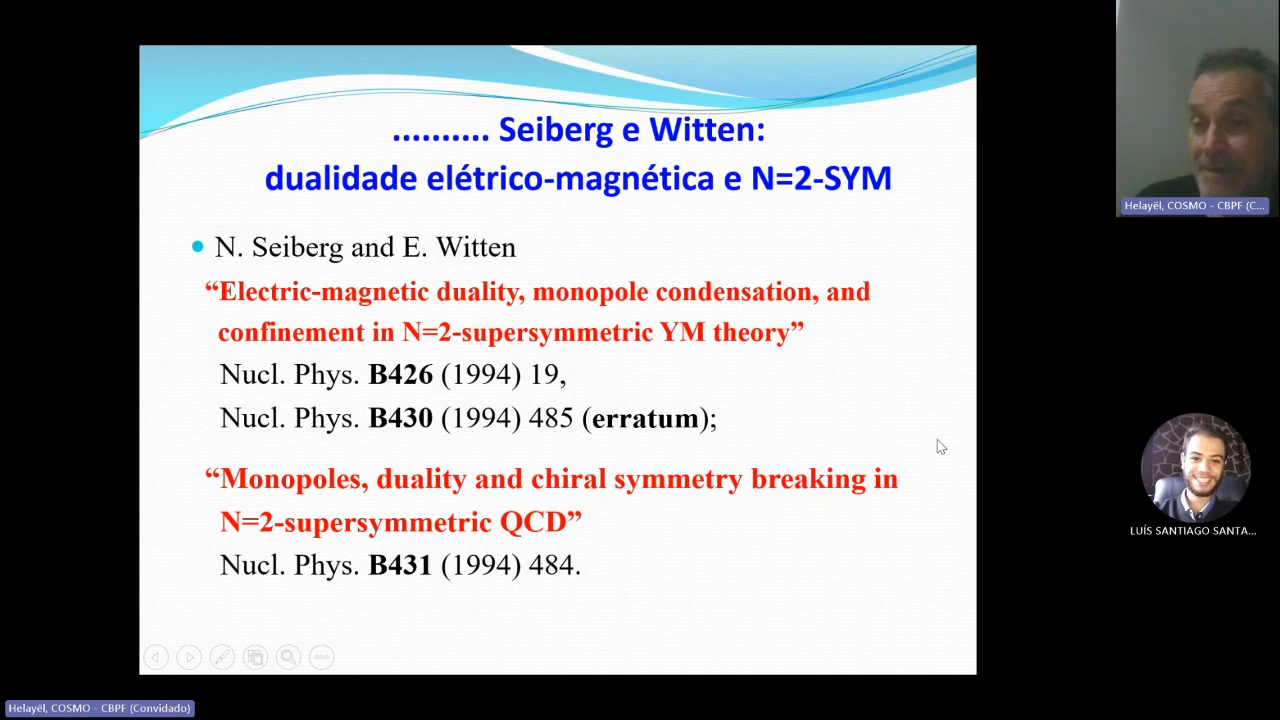 .......... Seiberg e Witten:
dualidade elétrico-magnética e N=2-SYM
N. Seiberg and E. Witten
“Electric-magnetic duality, monopole condensation, and
confinement in N=2-supersymmetric YM theory”
Nucl. Phys. B426 (1994) 19,
Nucl. Phys. B430 (1994) 485 (erratum);
“Monopoles, duality and chiral symmetry breaking in
N=2-supersymmetric QCD”
Nucl. Phys. B431 (1994) 484.
Helayël, COSMO - CBPF (C...
LUÍS SANTIAGO SANTA...
Helayël, COSMO - CBPF (Convidado)